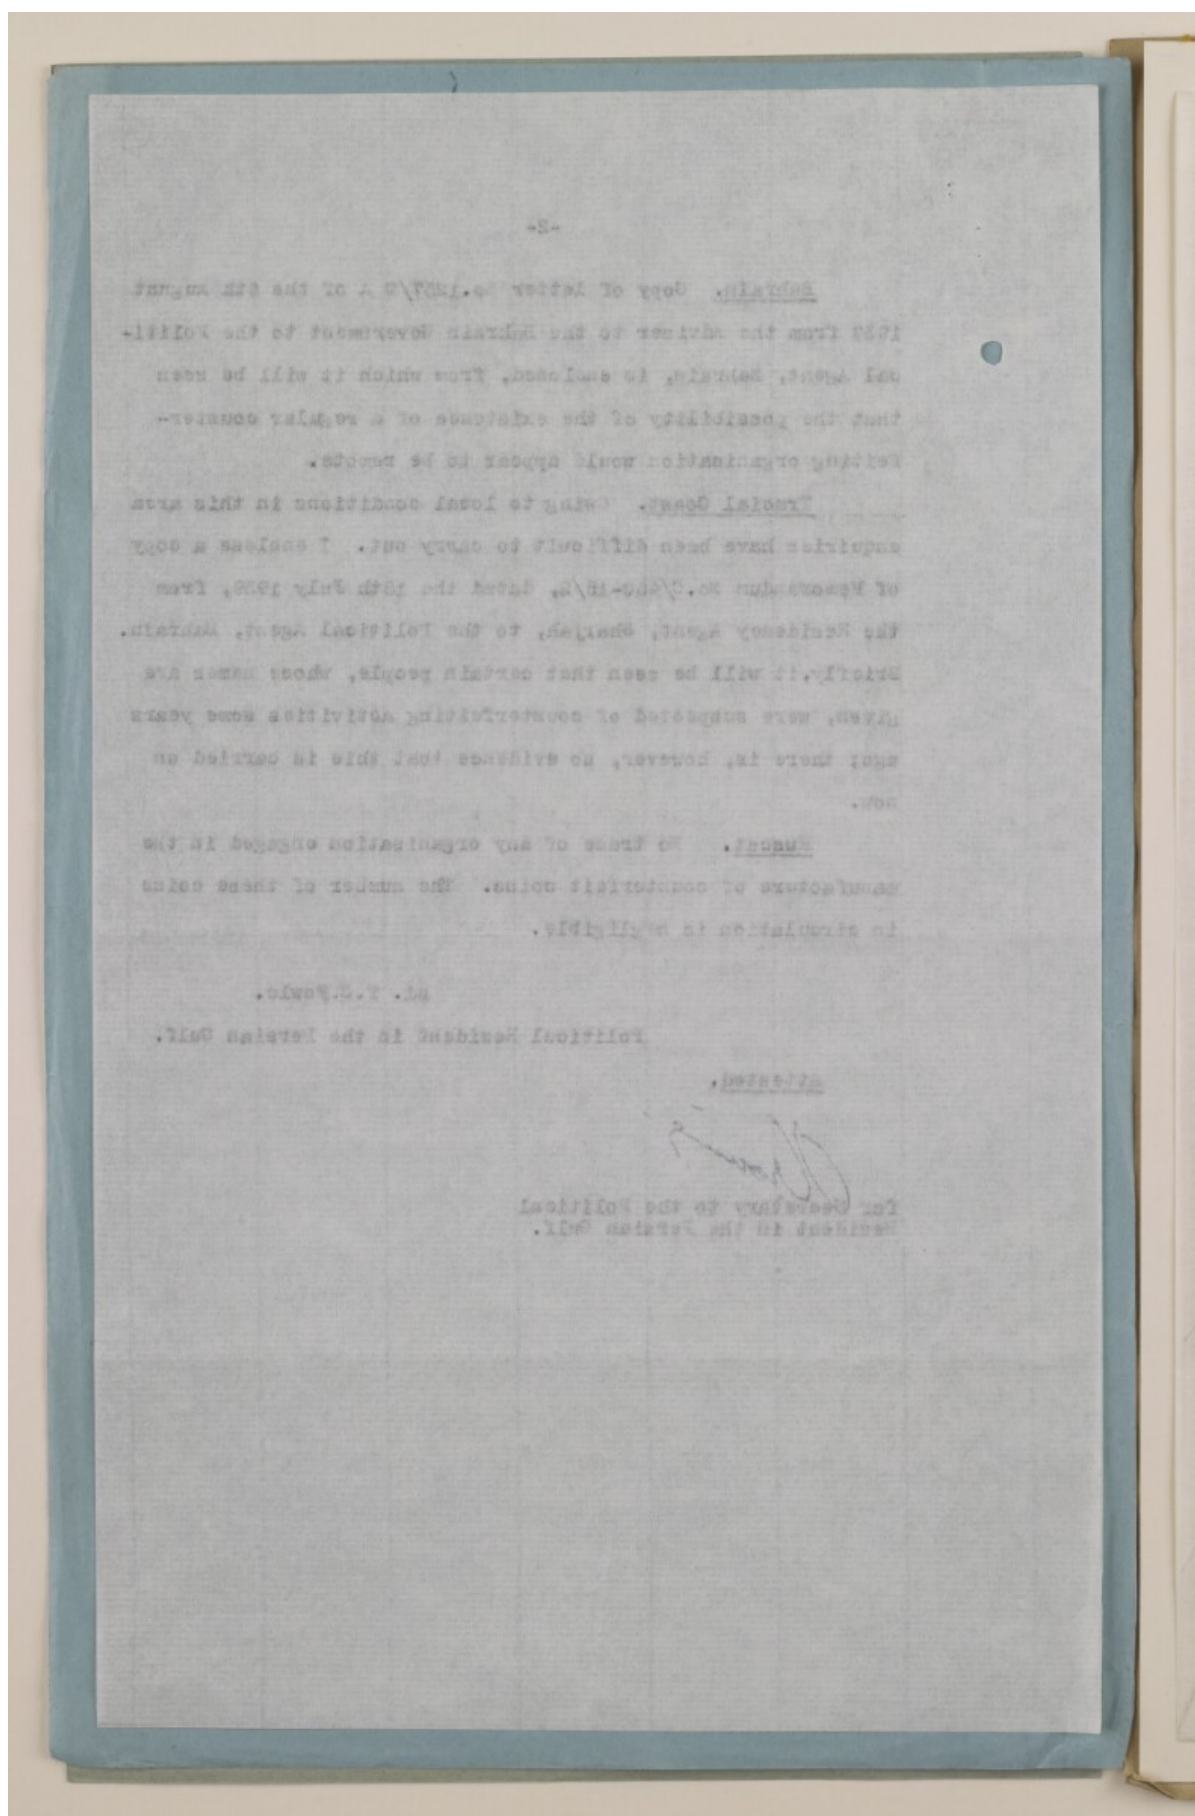 -2-
Bahrain. Copy of letter No. of the 6th August
1939 from the Adviser to the Bahrain Government to the Politi-
cal Agent, Bahrain, is enclosed, from which it will be seen
that the possibility of the existence of a regular counter-
feiting organisation would appear to be remote.
Trucial Coast. Owing to local conditions in this area
enquiries have been difficult to carry out. I enclose a copy
of Memorandum dated the 18th July 1939, from
the Residency Agent, Sharjah, to the Political Agent, Bahrain.
Briefly, it will be seen that certain people, whose names are
given, were suspected of counterfeiting activities some years
ago; there is, however, no evidence that this is carried on
now.
Muscat. No trace of any organisation engaged in the
manufacture of counterfeit coins. The number of these coins
in circulation is negligible.
sd. T.C.Fowle.
Political Resident in the Persian Gulf.
Attested.
for Secretary to the Political
Resident in the Persian Gulf.